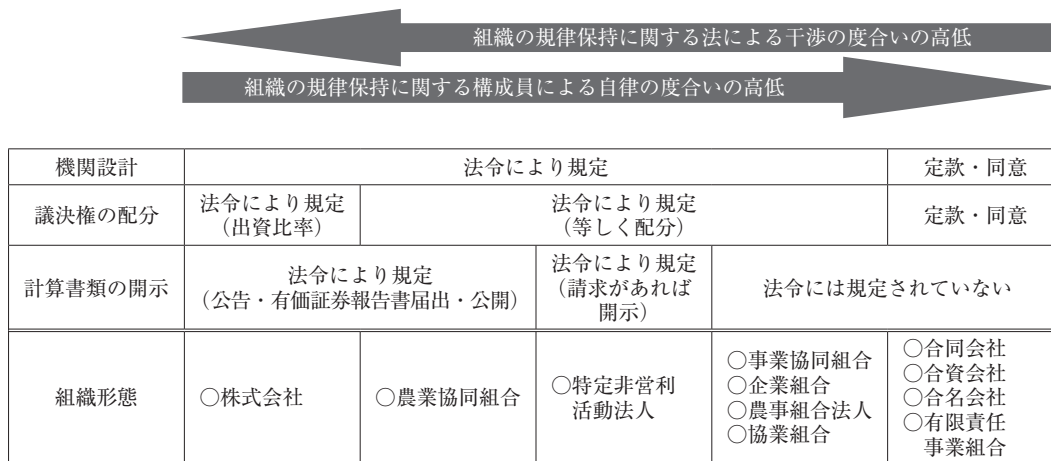 組織の規律保持に関する法による干渉の度合いの高低
組織の規律保持に関する構成員による自律の度合いの高低
機関設計
法令により規定
定款・同意
議決権の配分
法令により規定
（出資比率）
法令により規定
（等しく配分）
定款・同意
計算書類の開示
法令により規定
（公告・有価証券報告書届出・公開）
法令により規定
（請求があれば
開示）
法令には規定されていない
組織形態
○株式会社
○農業協同組合
○特定非営利
活動法人
○事業協同組合
○企業組合
○農事組合法人
○協業組合
○合同会社
○合資会社
○合名会社
○有限責任
事業組合